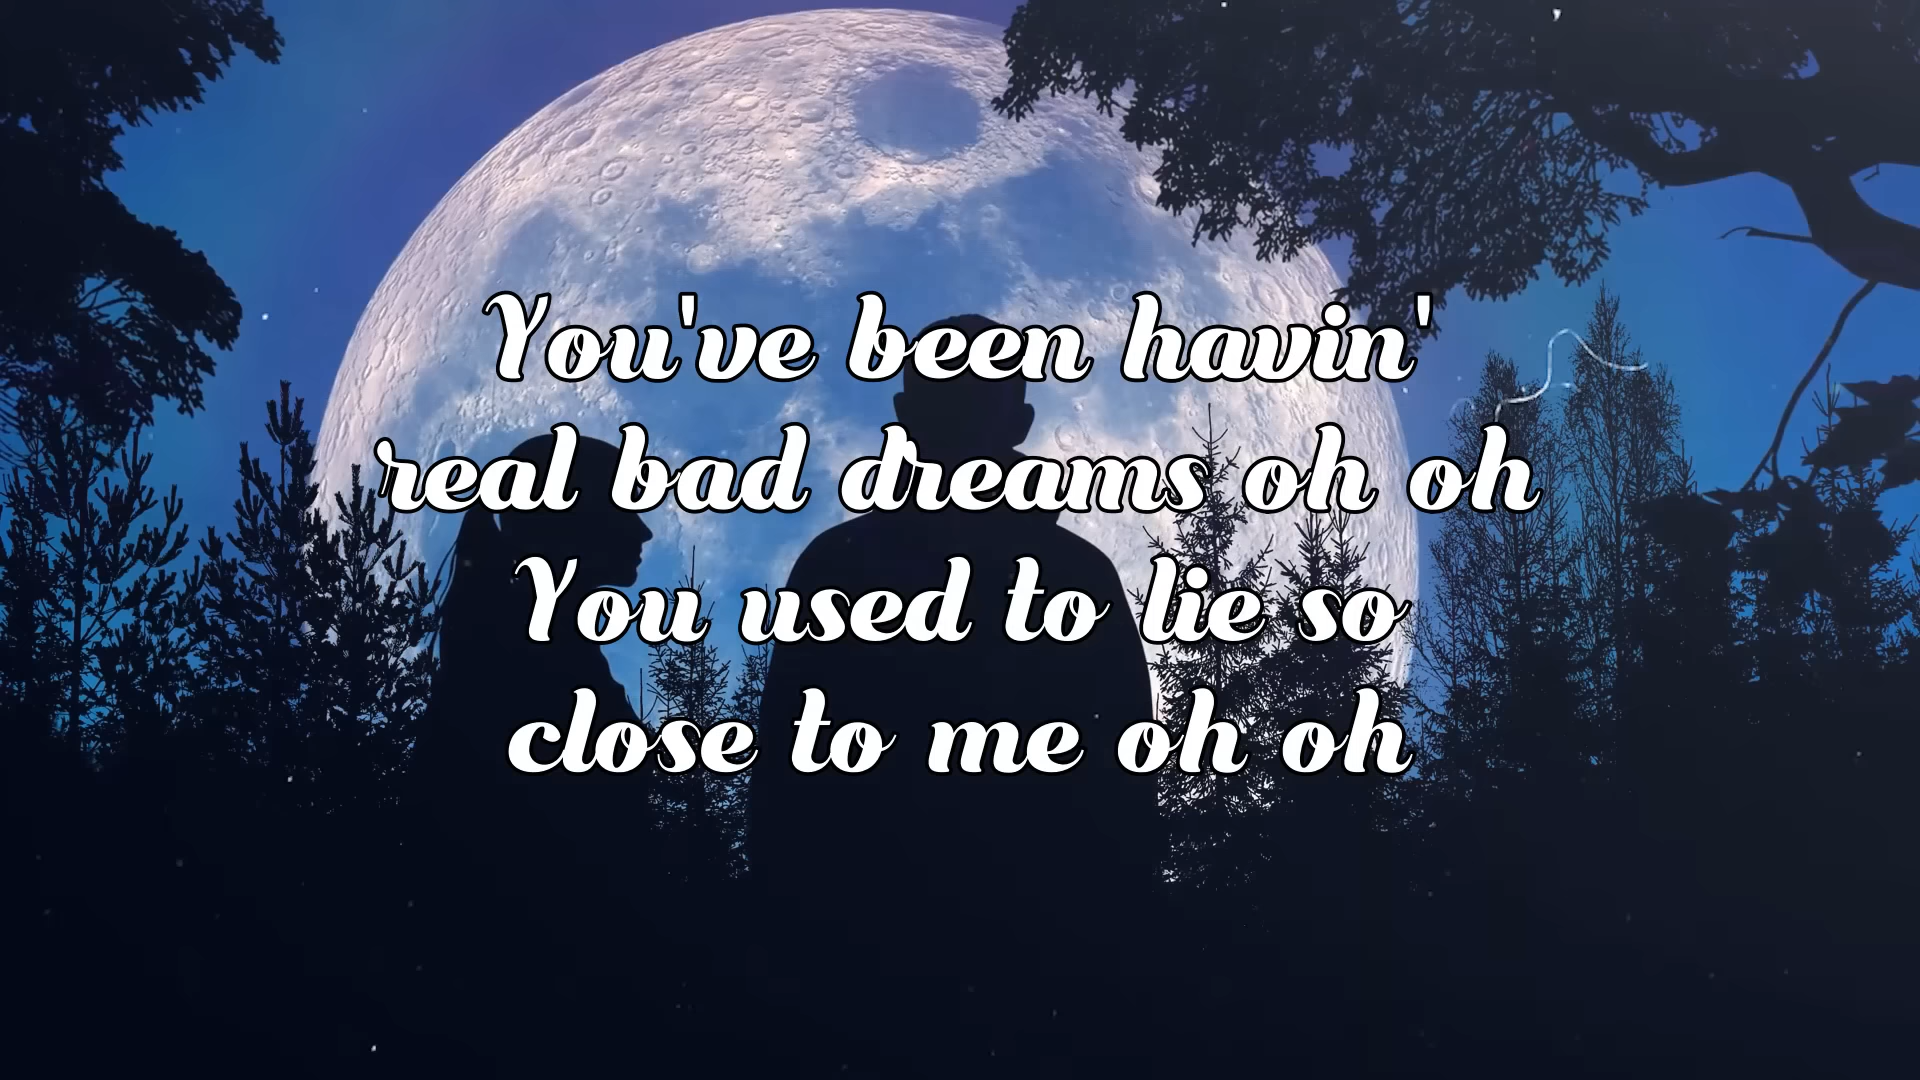 You've been havin'
real bad dreams oh oh
You used to lie so
close to me oh oh